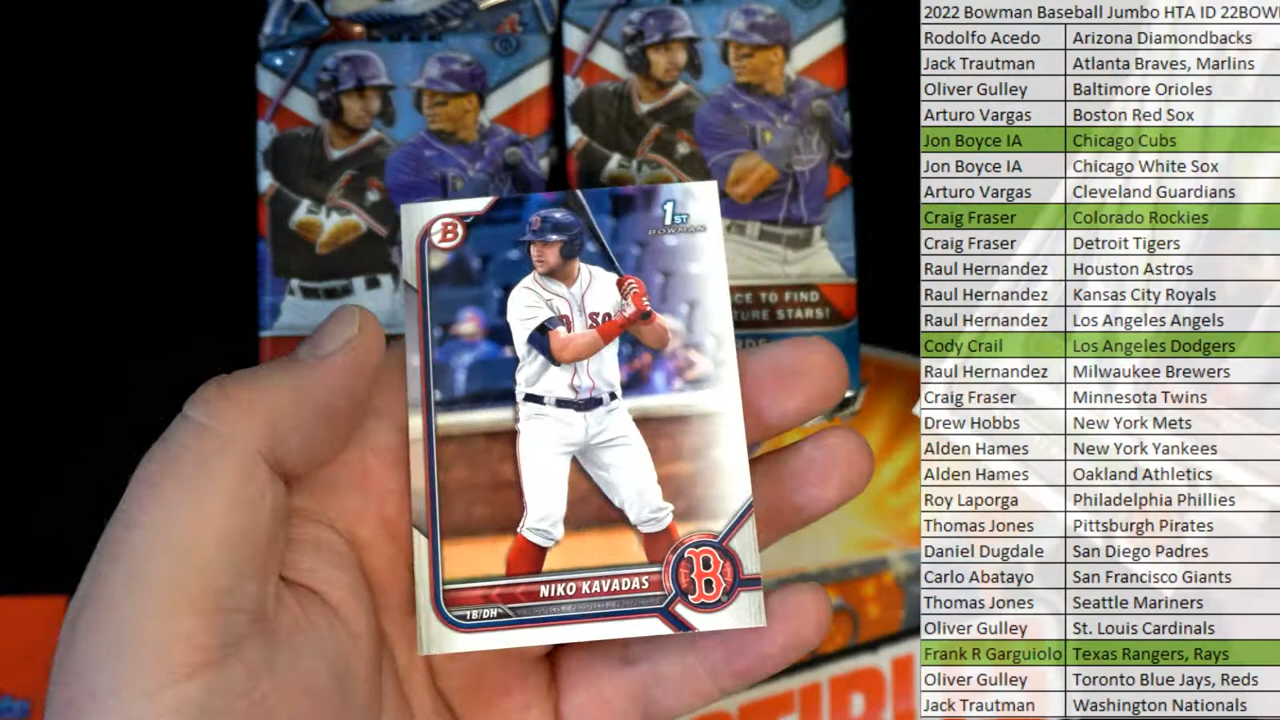 2022 Bowman Baseball Jumbo HTA ID 22BOW
Rodolfo Acedo Arizona Diamondbacks
Jack Trautman Atlanta Braves, Marlins
Oliver Gulley Baltimore Orioles
Arturo Vargas Boston Red Sox
Jon Boyce IA Chicago Cubs
Jon Boyce IA Chicago White Sox
Arturo Vargas Cleveland Guardians
Craig Fraser Colorado Rockies
Craig Fraser Detroit Tigers
Raul Hernandez Houston Astros
Raul Hernandez Kansas City Royals
Raul Hernandez Los Angeles Angels
Cody Crail Los Angeles Dodgers
Raul Hernandez Milwaukee Brewers
Craig Fraser Minnesota Twins
Drew Hobbs New York Mets
Alden Hames New York Yankees
Alden Hames Oakland Athletics
Roy Laporga Philadelphia Phillies
Thomas Jones Pittsburgh Pirates
Daniel Dugdale San Diego Padres
Carlo Abatayo San Francisco Giants
Thomas Jones Seattle Mariners
Oliver Gulley St. Louis Cardinals
Frank R Garguiolo Texas Rangers, Rays
Oliver Gulley Toronto Blue Jays, Reds
Jack Trautman Washington Nationals
B
1ST
BOWMAN
NIKO KAVADAS
1B/DH
B
CE TO FIND
TURE STARS!